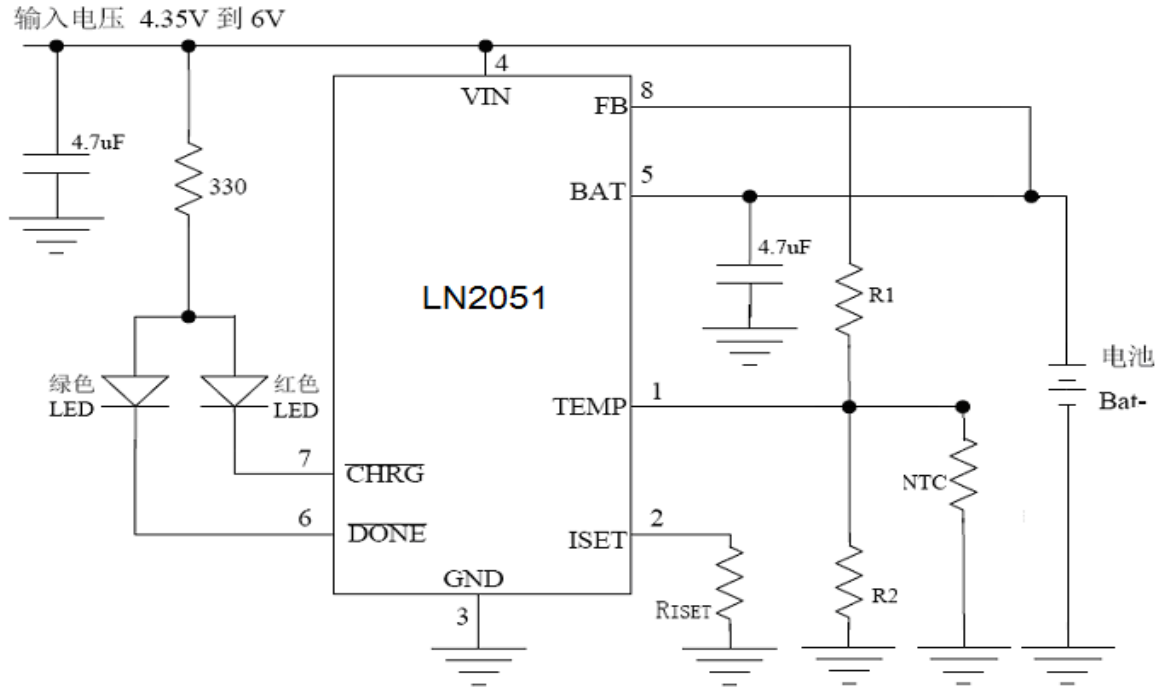 输入电压 4.35V 到 6V
4
VIN
8
FB
4.7uF
5
BAT
330
4.7uF
LN2051
R1
绿色
LED
红色
LED
电池
Bat-
1
TEMP
7
CHRG
NTC
6
DONE
2
ISET
GND
3
RISET
R2